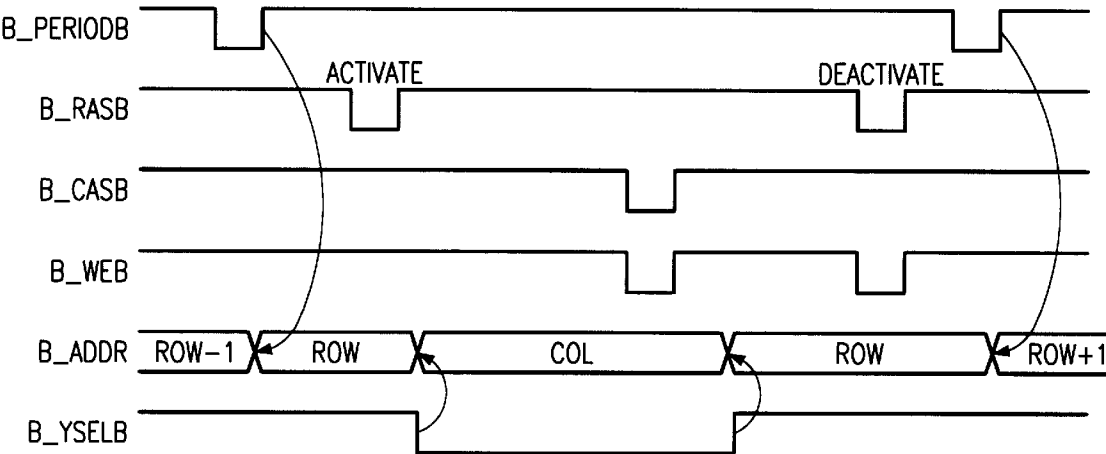 B_PERIODB
ACTIVATE DEACTIVATE
B_RASB
B_CASB
B_WEB
B_ADDR ROW-1 ROW COL ROW ROW+1
B_YSELB